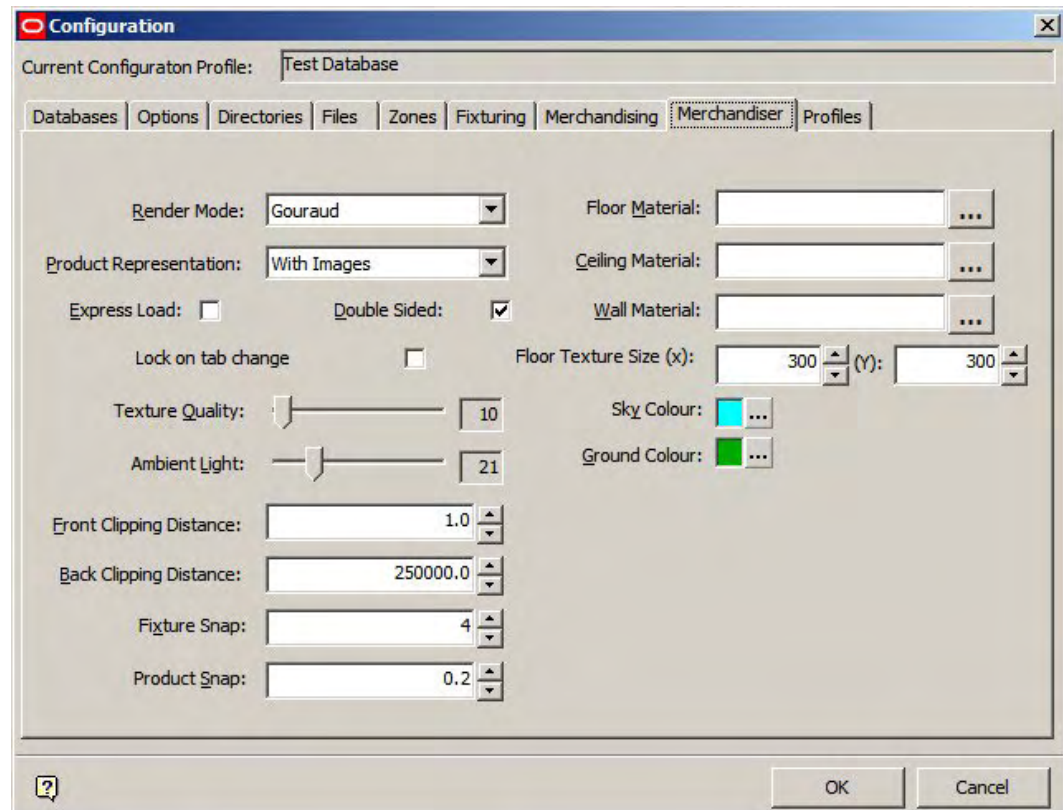 Configuration
Current Configuraton Profile: Test Database
Databases Options Directories Files Zones Fixturing Merchandising Merchandiser Profiles
Render Mode: Gouraud
Product Representation: With Images
Express Load: Double Sided:
Lock on tab change
Texture Quality: 10
Ambient Light: 21
Front Clipping Distance: 1.0
Back Clipping Distance: 250000.0
Fixture Snap: 4
Product Snap: 0.2
Floor Material: ...
Ceiling Material: ...
Wall Material: ...
Floor Texture Size (x): 300 (Y): 300
Sky Colour: ...
Ground Colour: ...
?
OK Cancel